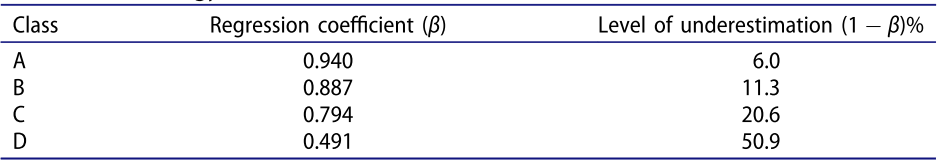 Class Regression coefficient (β) Level of underestimation (1 − β)%
A 0.940 6.0
B 0.887 11.3
C 0.794 20.6
D 0.491 50.9